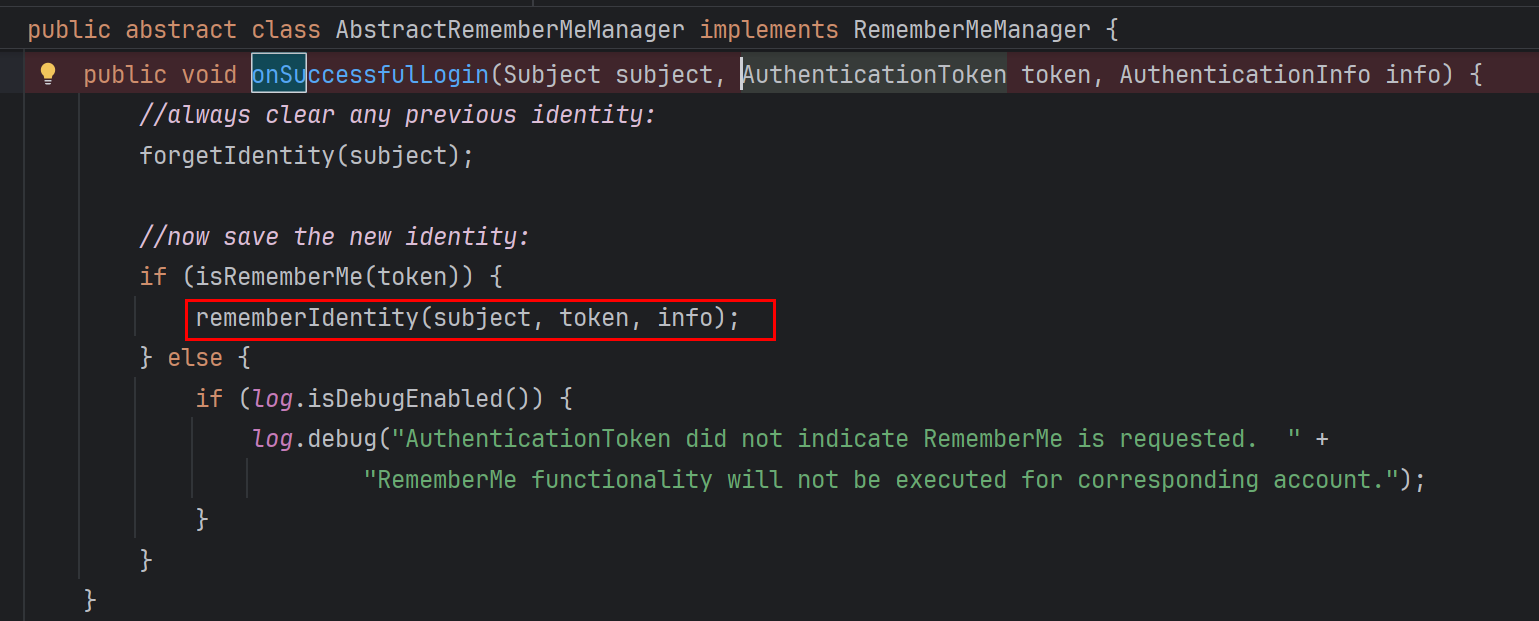 public abstract class AbstractRememberMeManager implements RememberMeManager {
public void onSuccessfulLogin(Subject subject, AuthenticationToken token, AuthenticationInfo info) {
//always clear any previous identity:
forgetIdentity(subject);
//now save the new identity:
if (isRememberMe(token)) {
rememberIdentity(subject, token, info);
} else {
if (log.isDebugEnabled()) {
log.debug("AuthenticationToken did not indicate RememberMe is requested.  " +
"RememberMe functionality will not be executed for corresponding account.");
}
}
}